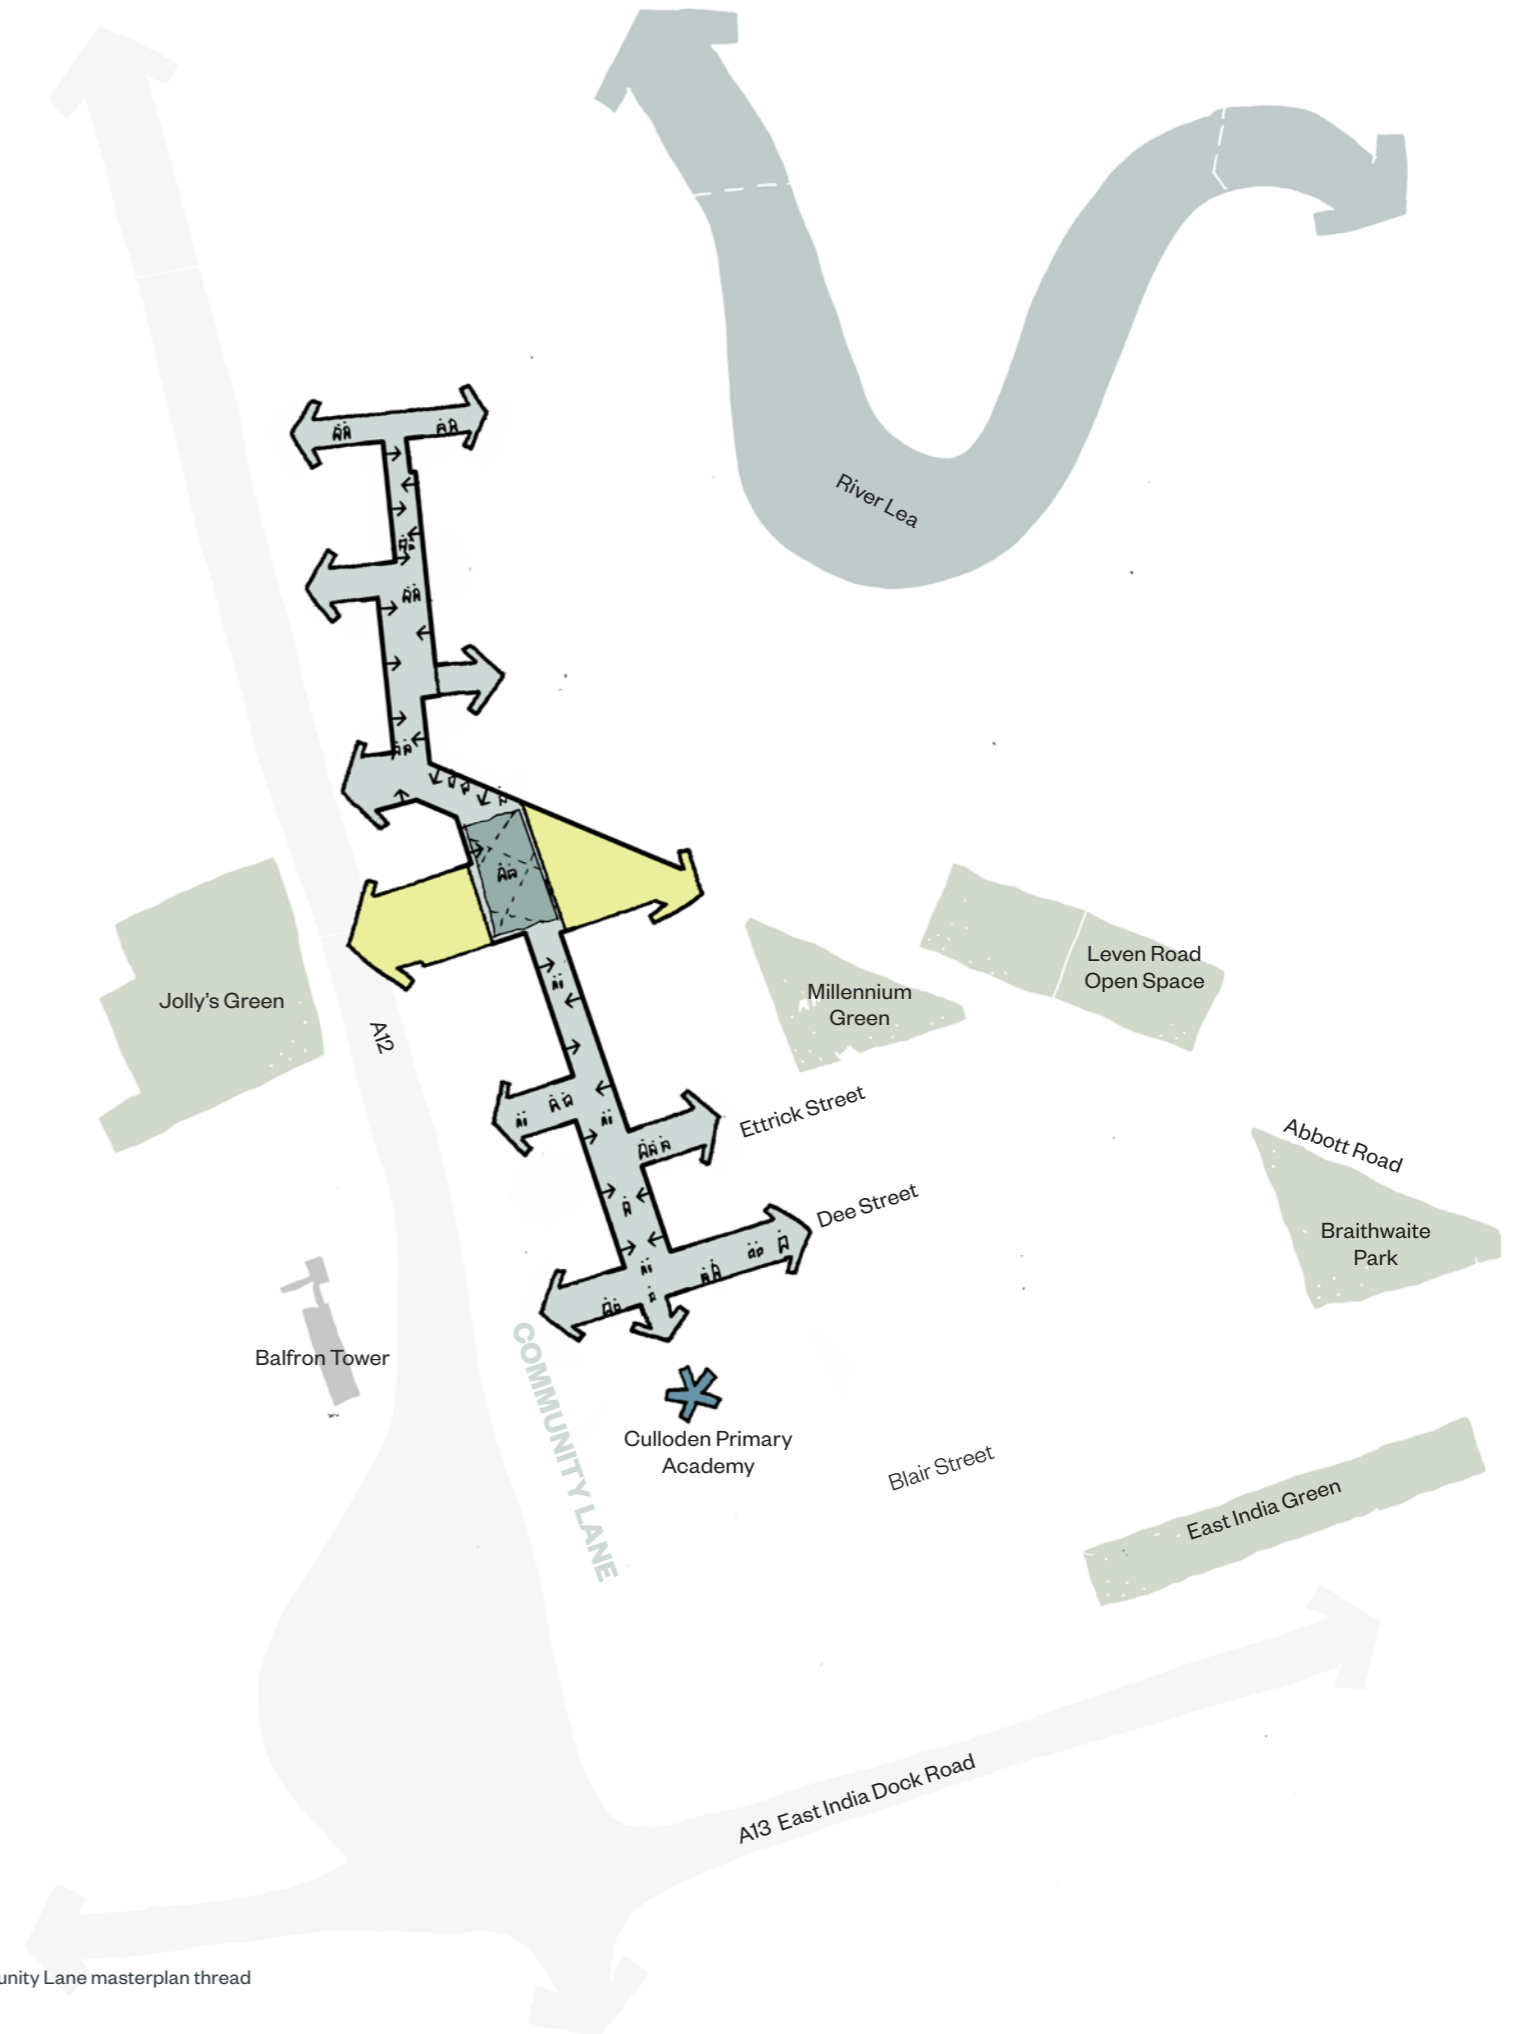 River Lea
Leven Road
Open Space
Millennium
Green
Jolly's Green
A12
Ettrick Street
Abbott Road
Dee Street
Braithwaite
Park
Balfron Tower
COMMUNITY LANE
Culloden Primary
Academy
Blair Street
East India Green
A13 East India Dock Road
Lane masterplan thread